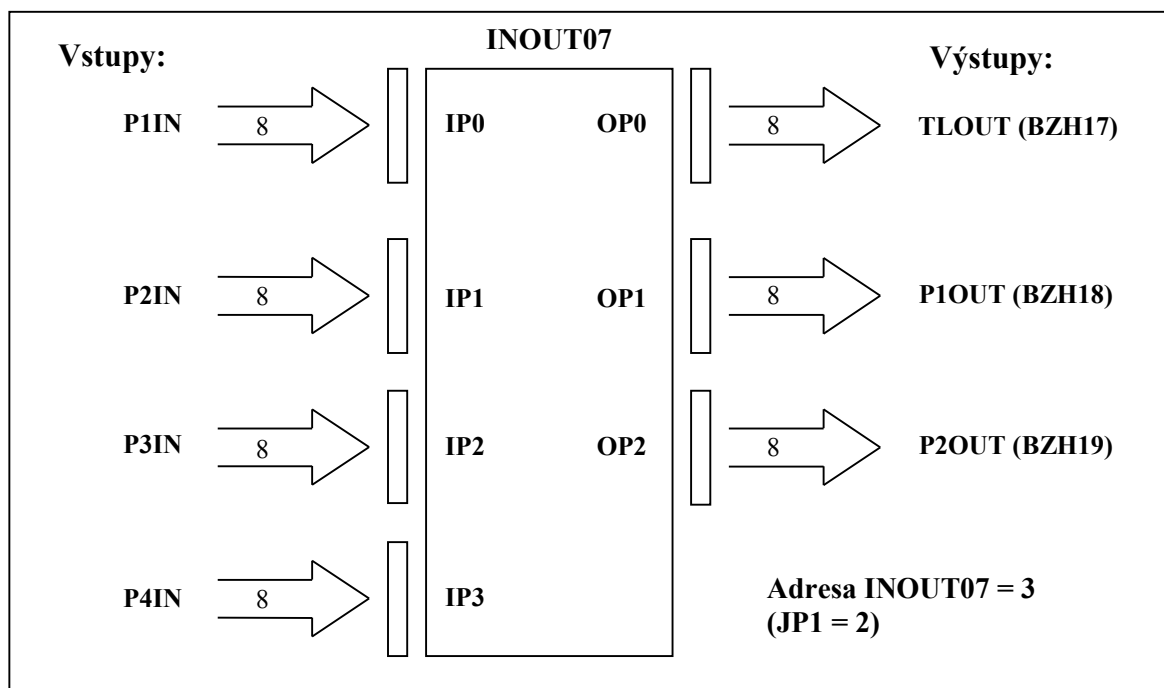 INOUT07
Vstupy:
Výstupy:
P1IN
8
IP0
OP0
8
TLOUT (BZH17)
P2IN
8
IP1
OP1
8
P1OUT (BZH18)
P3IN
8
IP2
OP2
8
P2OUT (BZH19)
P4IN
8
IP3
Adresa INOUT07 = 3
(JP1 = 2)